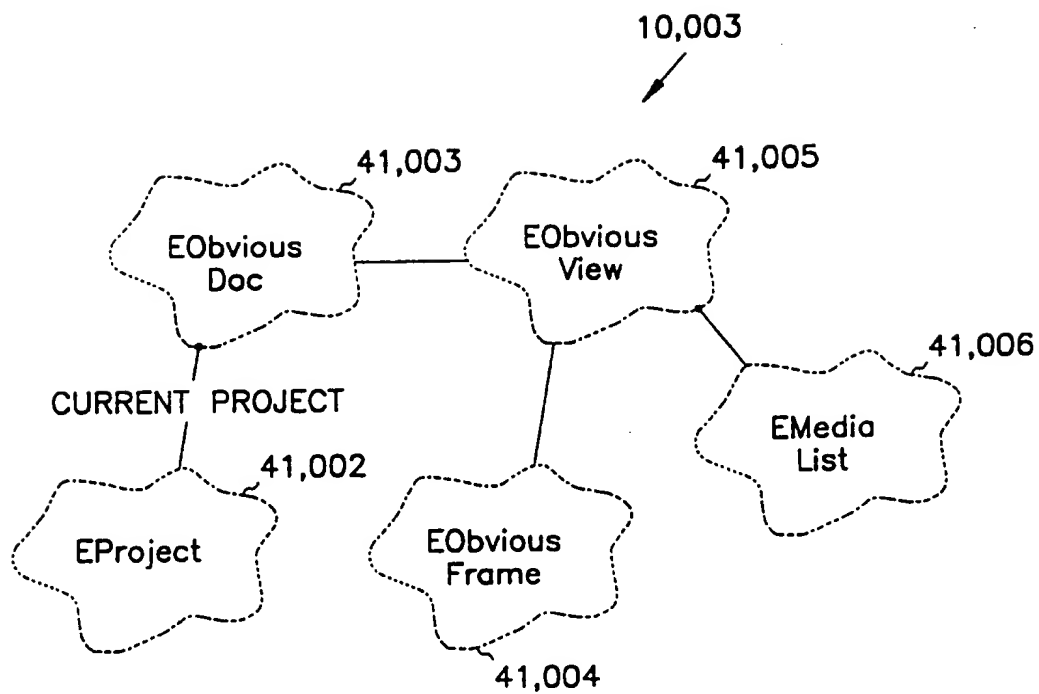 10,003
41,003
41,005
EObvious
Doc
EObvious
View
41,006
CURRENT PROJECT
EMedia
List
41,002
EProject
EObvious
Frame
41,004